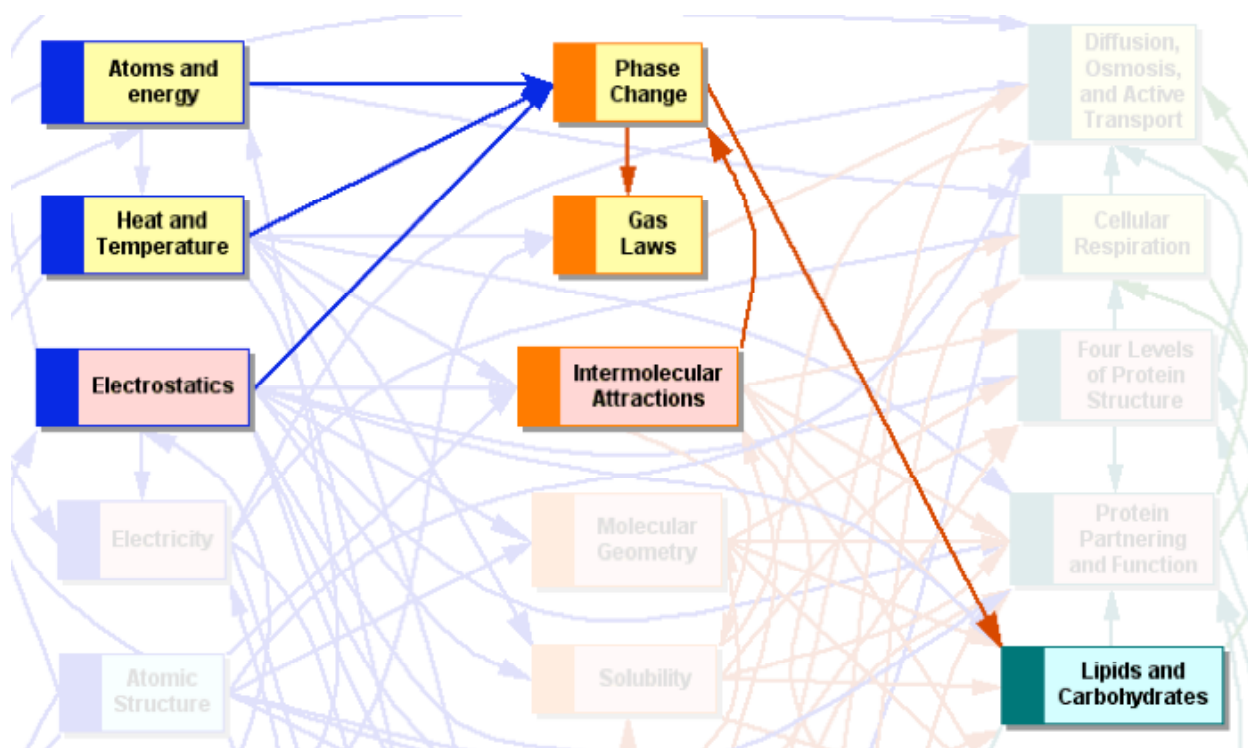 Atoms and
energy
Phase
Change
Diffusion,
Osmosis,
and Active
Transport
Heat and
Temperature
Gas
Laws
Cellular
Respiration
Electrostatics
Intermolecular
Attractions
Four Levels
of Protein
Structure
Electricity
Molecular
Geometry
Protein
Partnering
and Function
Atomic
Structure
Solubility
Lipids and
Carbohydrates